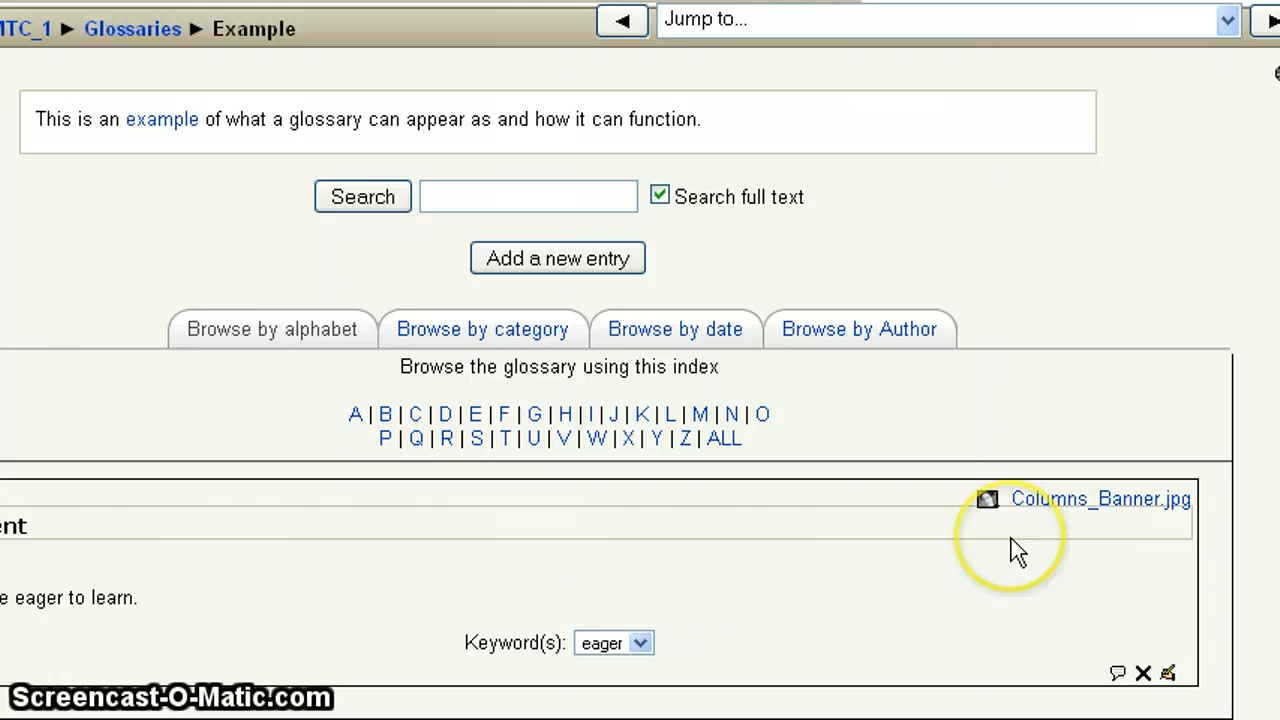 MTC_1 ► Glossaries ► Example
◄ Jump to... ►
This is an example of what a glossary can appear as and how it can function.
Search Search full text
Add a new entry
Browse by alphabet Browse by category Browse by date Browse by Author
Browse the glossary using this index
A | B | C | D | E | F | G | H | I | J | K | L | M | N | O
P | Q | R | S | T | U | V | W | X | Y | Z | ALL
Columns_Banner.jpg
ent
e eager to learn.
Keyword(s): eager
Screencast-O-Matic.com